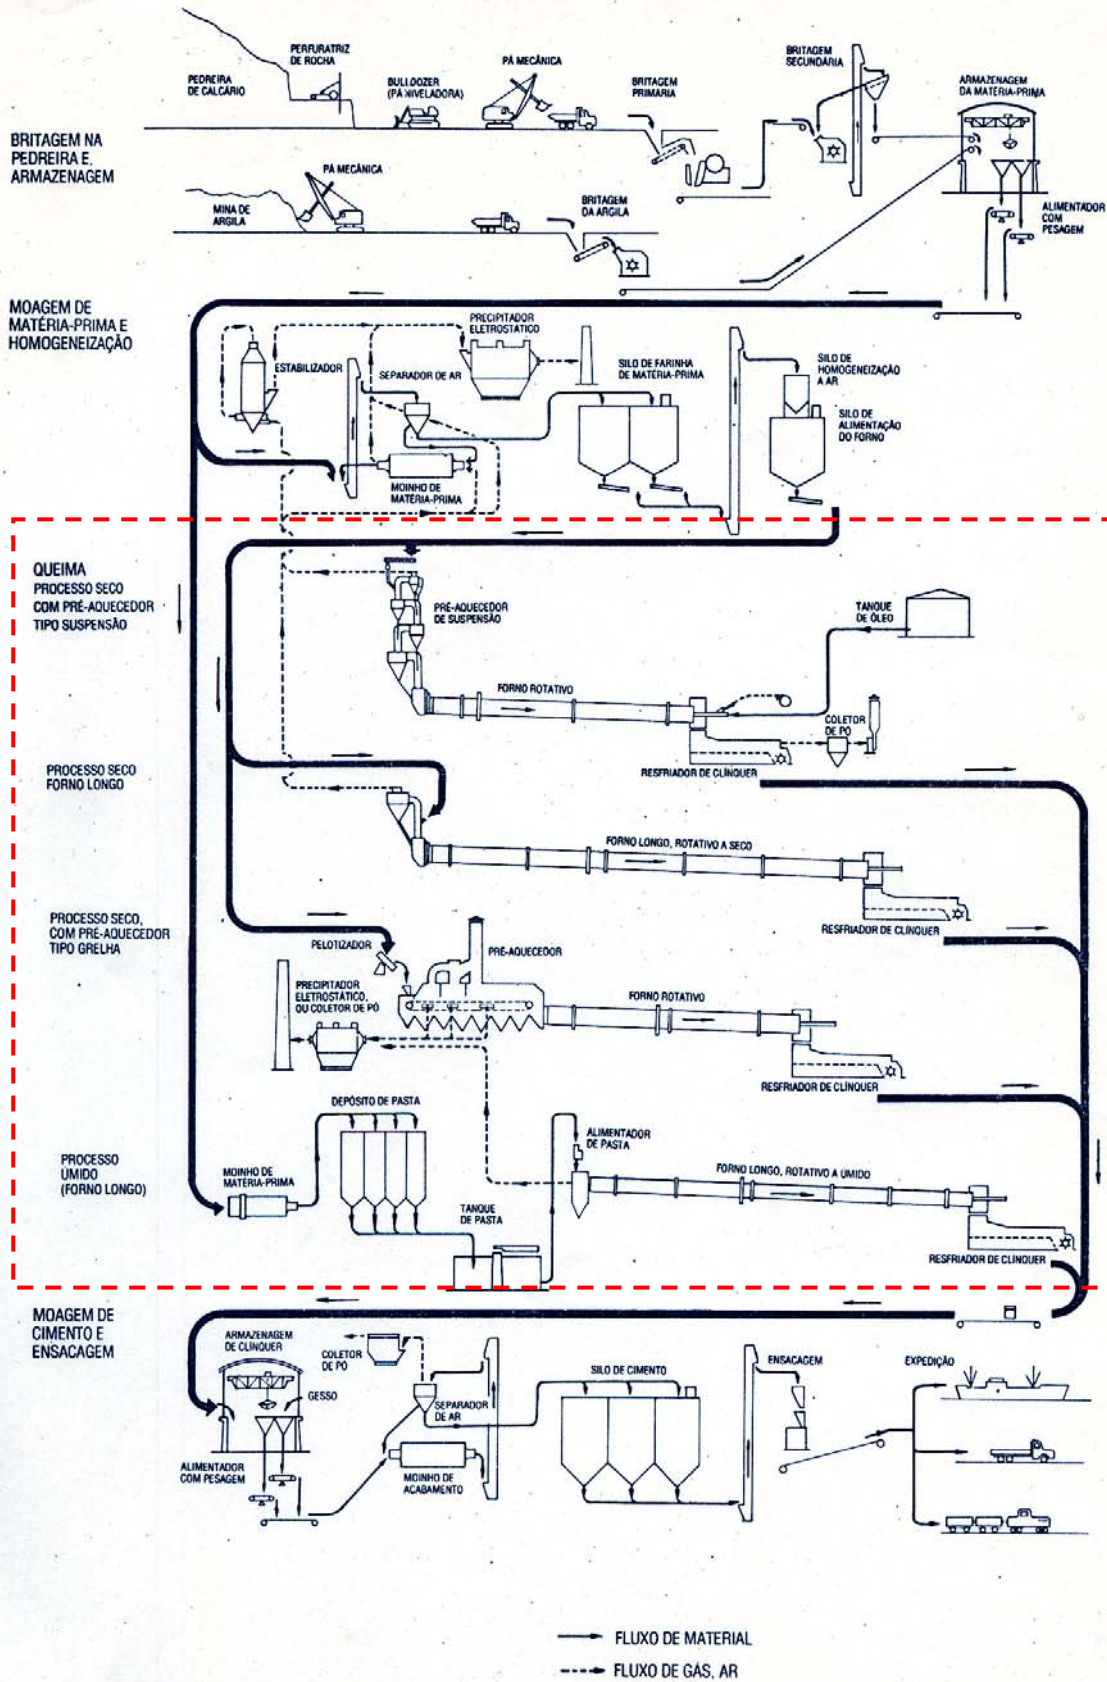 PERFURATRIZ
DE ROCHA
PEDREIRA
DE CALCÁRIO
BULLDOZER
(PÁ NIVELADORA)
PÁ MECÂNICA
BRITAGEM
PRIMÁRIA
BRITAGEM
SECUNDÁRIA
ARMAZENAGEM
DA MATÉRIA-PRIMA
BRITAGEM NA
PEDREIRA E,
ARMAZENAGEM
PÁ MECÂNICA
MINA DE
ARGILA
BRITAGEM
DA ARGILA
ALIMENTADOR
COM
PESAGEM
MOAGEM DE
MATÉRIA-PRIMA E
HOMOGENEIZAÇÃO
ESTABILIZADOR
SEPARADOR DE AR
PRECIPITADOR
ELETROSTÁTICO
SILO DE FARINHA
DE MATÉRIA-PRIMA
SILO DE
HOMOGENEIZAÇÃO
A AR
SILO DE
ALIMENTAÇÃO
DO FORNO
MOINHO DE
MATÉRIA-PRIMA
QUEIMA
PROCESSO SECO
COM PRÉ-AQUECEDOR
TIPO SUSPENSÃO
PRÉ-AQUECEDOR
DE SUSPENSÃO
TANQUE
DE ÓLEO
FORNO ROTATIVO
COLETOR
DE PÓ
RESFRIADOR DE CLÍNQUER
PROCESSO SECO
FORNO LONGO
FORNO LONGO, ROTATIVO A SECO
RESFRIADOR DE CLÍNQUER
PROCESSO SECO,
COM PRÉ-AQUECEDOR
TIPO GRELHA
PELOTIZADOR
PRÉ-AQUECEDOR
PRECIPITADOR
ELETROSTÁTICO,
OU COLETOR DE PÓ
FORNO ROTATIVO
RESFRIADOR DE CLÍNQUER
DEPÓSITO DE PASTA
ALIMENTADOR
DE PASTA
PROCESSO
ÚMIDO
(FORNO LONGO)
MOINHO DE
MATÉRIA-PRIMA
FORNO LONGO, ROTATIVO A ÚMIDO
TANQUE
DE PASTA
RESFRIADOR DE CLÍNQUER
MOAGEM DE
CIMENTO E
ENSACAGEM
ARMAZENAGEM
DE CLÍNQUER
COLETOR
DE PÓ
GESSO
SEPARADOR
DE AR
SILO DE CIMENTO
ENSACAGEM
EXPEDIÇÃO
ALIMENTADOR
COM PESAGEM
MOINHO DE
ACABAMENTO
FLUXO DE MATERIAL
FLUXO DE GÁS, AR